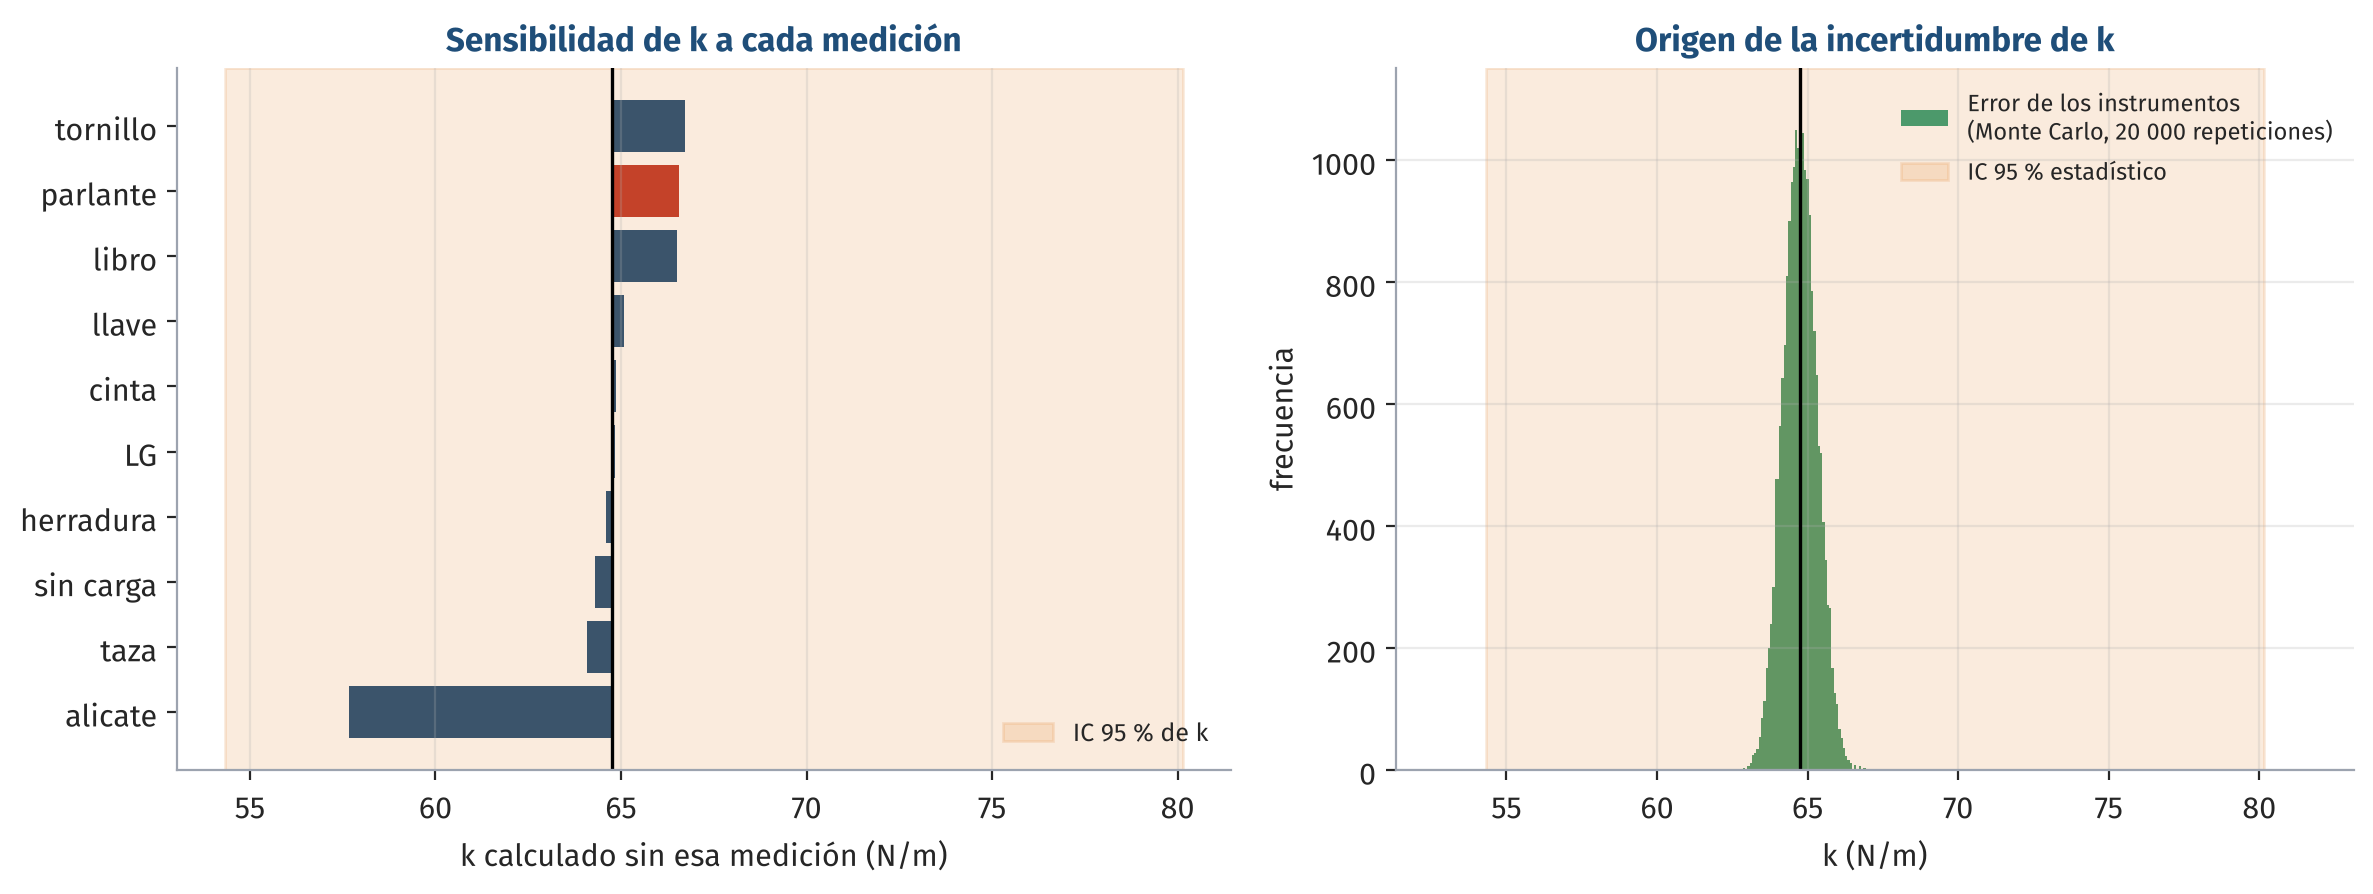 Sensibilidad de k a cada medición
tornillo
parlante
libro
llave
cinta
LG
herradura
sin carga
taza
alicate
IC 95 % de k
55 60 65 70 75 80
k calculado sin esa medición (N/m)
Origen de la incertidumbre de k
Error de los instrumentos
(Monte Carlo, 20 000 repeticiones)
IC 95 % estadístico
frecuencia
1000
800
600
400
200
0
55 60 65 70 75 80
k (N/m)